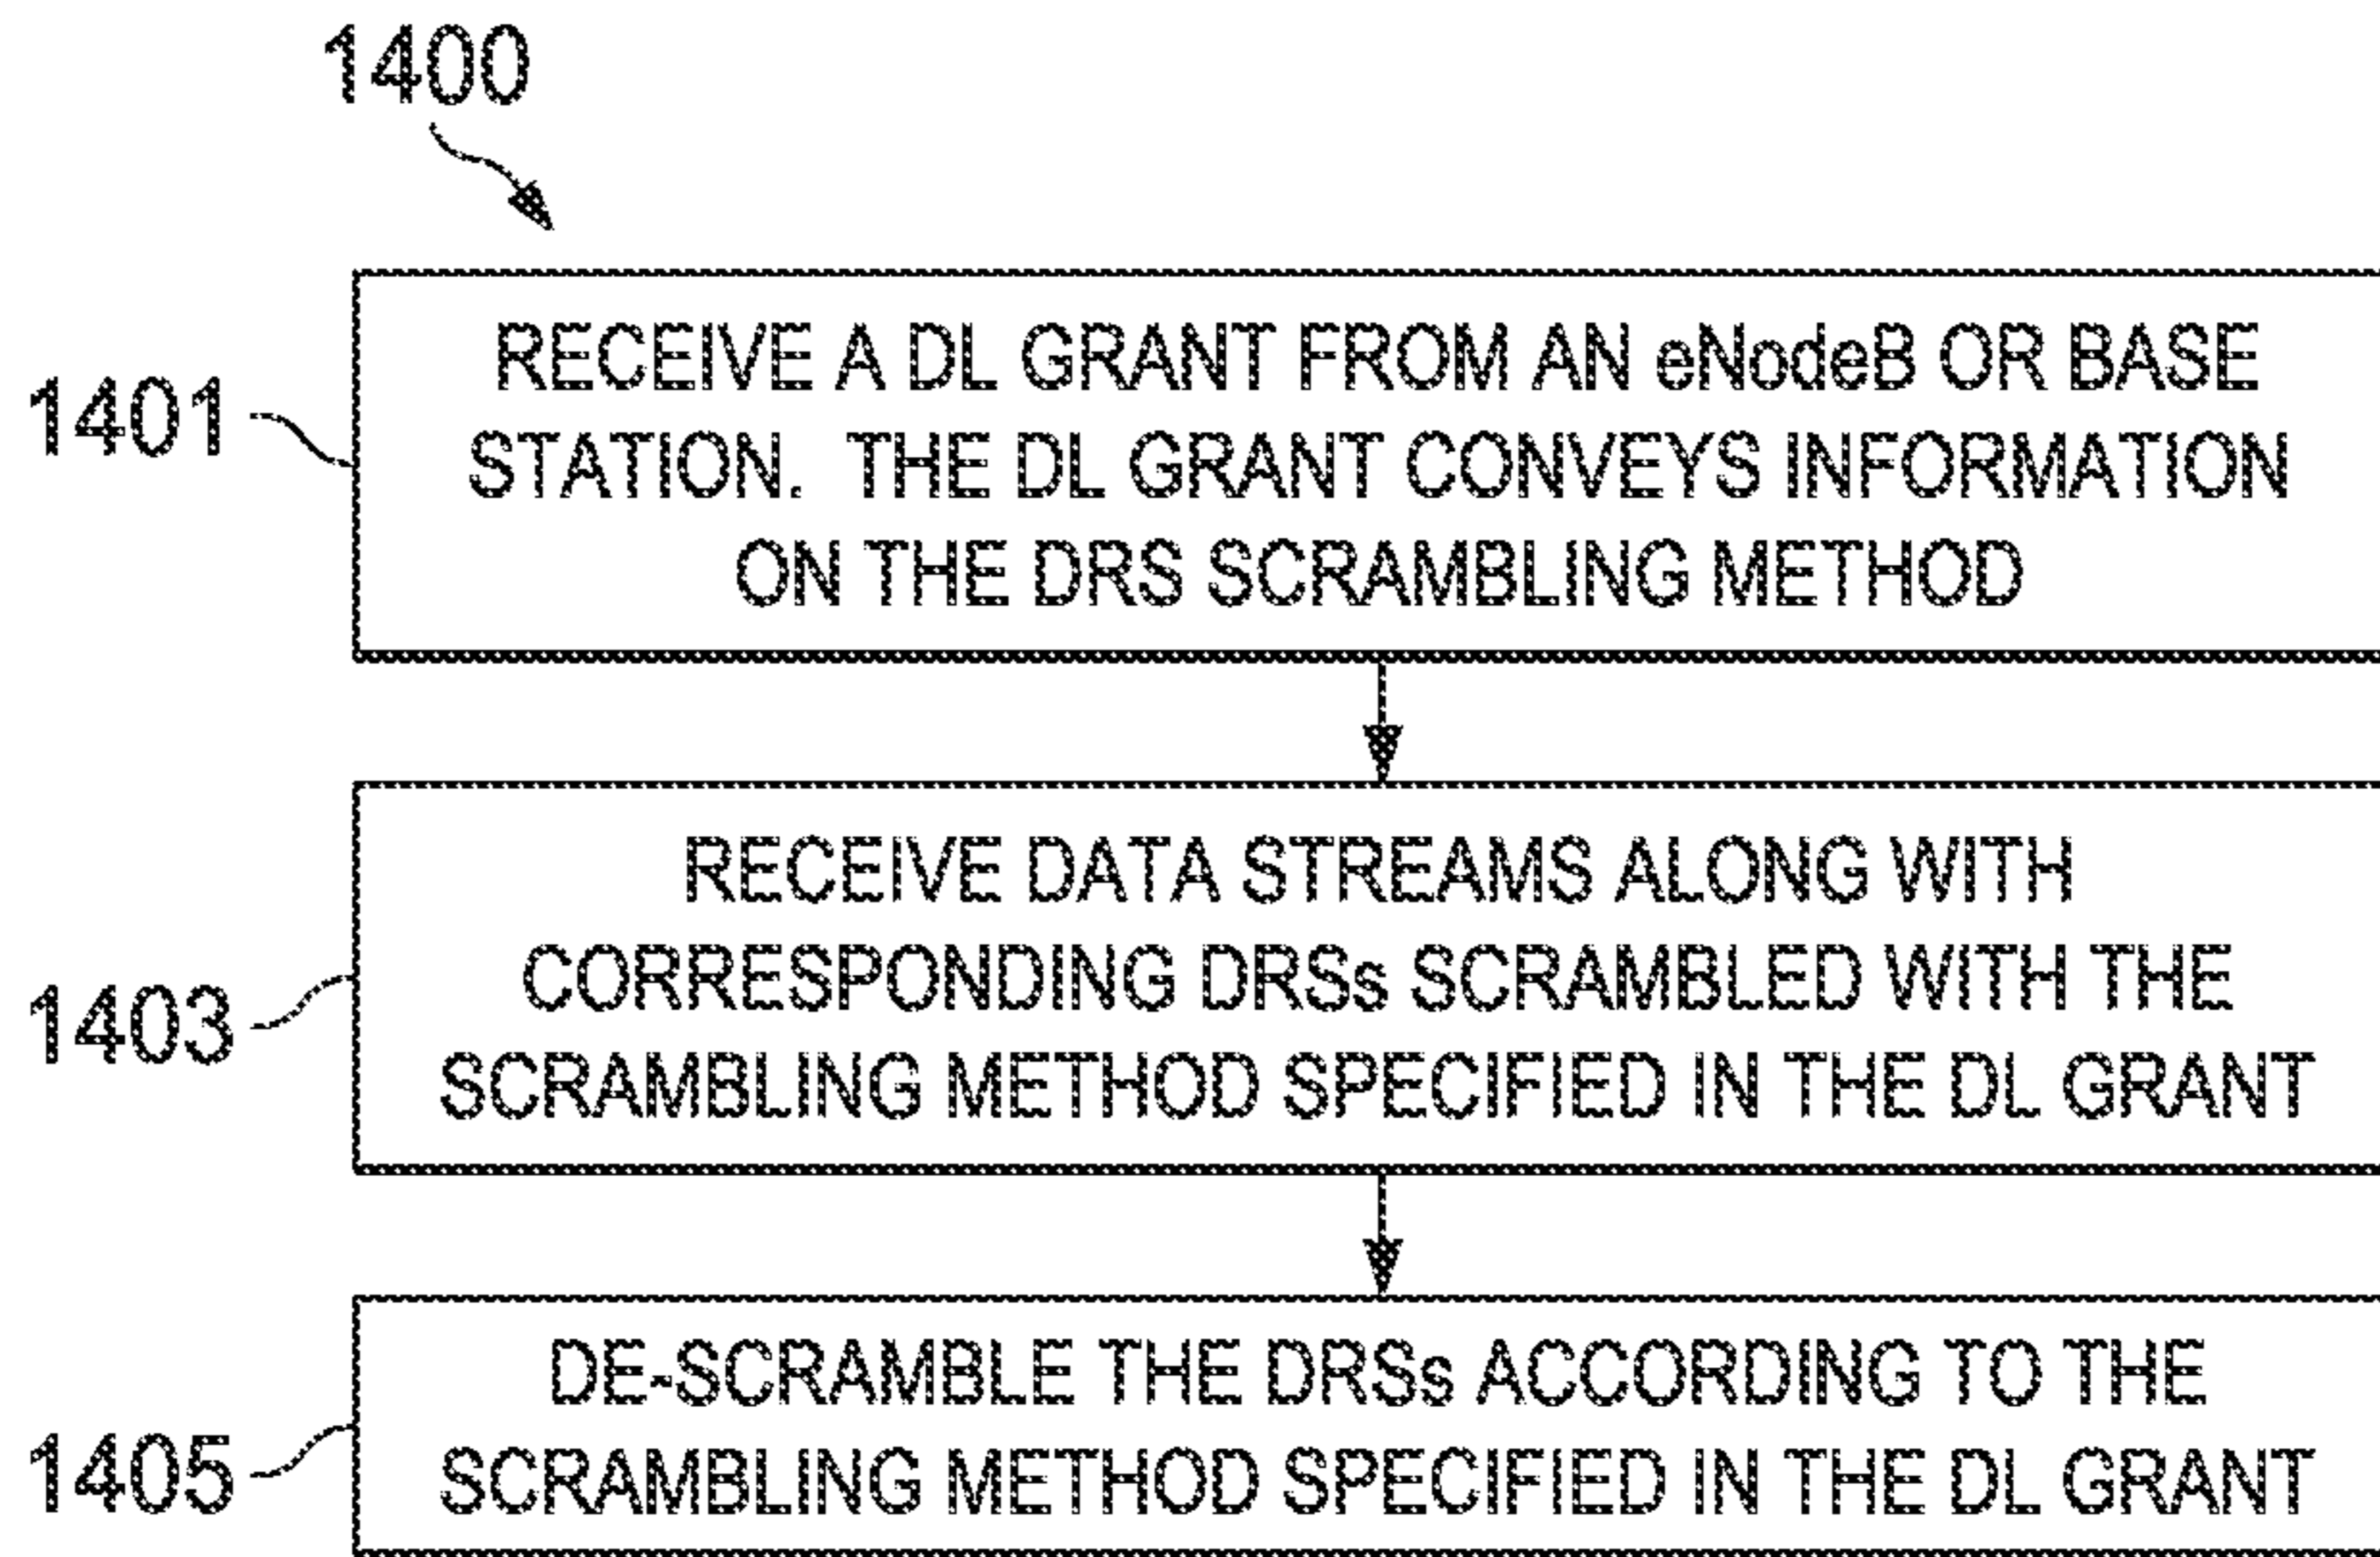 1400
1401
RECEIVE A DL GRANT FROM AN eNodeB OR BASE
STATION. THE DL GRANT CONVEYS INFORMATION
ON THE DRS SCRAMBLING METHOD
1403
RECEIVE DATA STREAMS ALONG WITH
CORRESPONDING DRSs SCRAMBLED WITH THE
SCRAMBLING METHOD SPECIFIED IN THE DL GRANT
1405
DE-SCRAMBLE THE DRSs ACCORDING TO THE
SCRAMBLING METHOD SPECIFIED IN THE DL GRANT